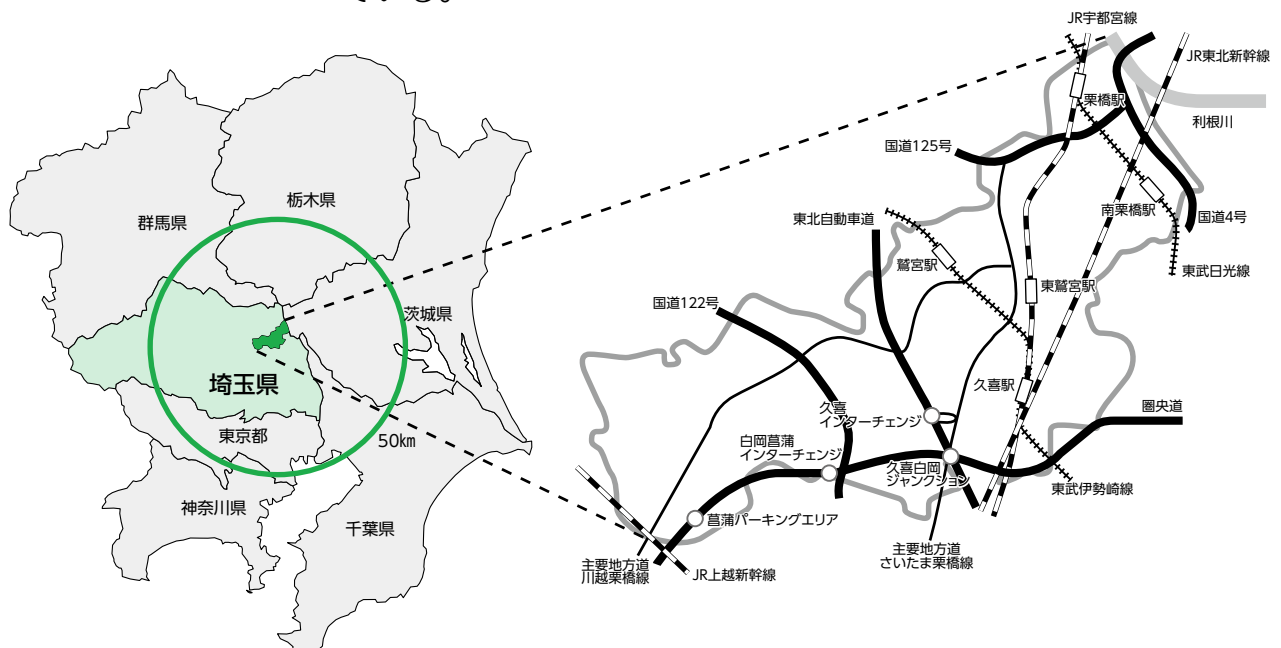 ている。
群馬県
栃木県
茨城県
埼玉県
東京都
50km
神奈川県
千葉県
JR宇都宮線
JR東北新幹線
栗橋駅
利根川
国道125号
南栗橋駅
国道4号
東北自動車道
鷲宮駅
東武日光線
東鷲宮駅
国道122号
久喜駅
久喜
インターチェンジ
圏央道
白岡菖蒲
インターチェンジ
久喜白岡
ジャンクション
東武伊勢崎線
菖蒲パーキングエリア
主要地方道
さいたま栗橋線
主要地方道
川越栗橋線
JR上越新幹線